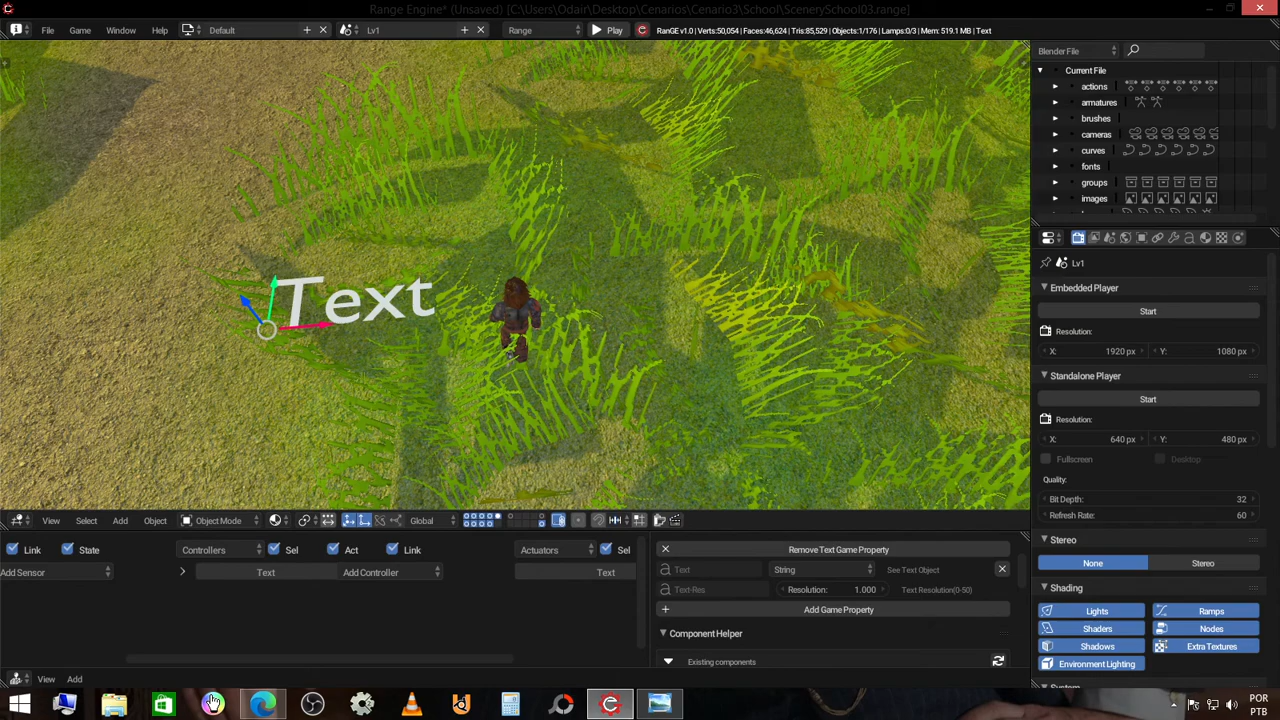 Range Engine* (Unsaved) [C:\Users\Odair\Desktop\Cenarios\Cenario3\School\ScenerySchool03.range]
File Game Window Help Default Lv1 Range Play RanGE v1.0 | Verts:50,054 | Faces:46,624 | Tris:85,529 | Objects:1/176 | Lamps:0/3 | Mem: 519.1 MB | Text
Blender File
Current File
actions
armatures
brushes
cameras
curves
fonts
groups
images
Text
Lv1
Embedded Player
Start
Resolution:
X: 1920 px Y: 1080 px
Standalone Player
Start
Resolution:
X: 640 px Y: 480 px
Fullscreen Desktop
Quality:
Bit Depth: 32
Refresh Rate: 60
Stereo
None Stereo
Shading
Lights Ramps
Shaders Nodes
Shadows Extra Textures
Environment Lighting
System
View Select Add Object Object Mode Global
Link State Controllers Sel Act Link Actuators Sel
Add Sensor Text Add Controller Text
Remove Text Game Property
Text String See Text Object
Text-Res Resolution: 1.000 Text Resolution(0-50)
Add Game Property
Component Helper
Existing components
View Add
POR
PTB